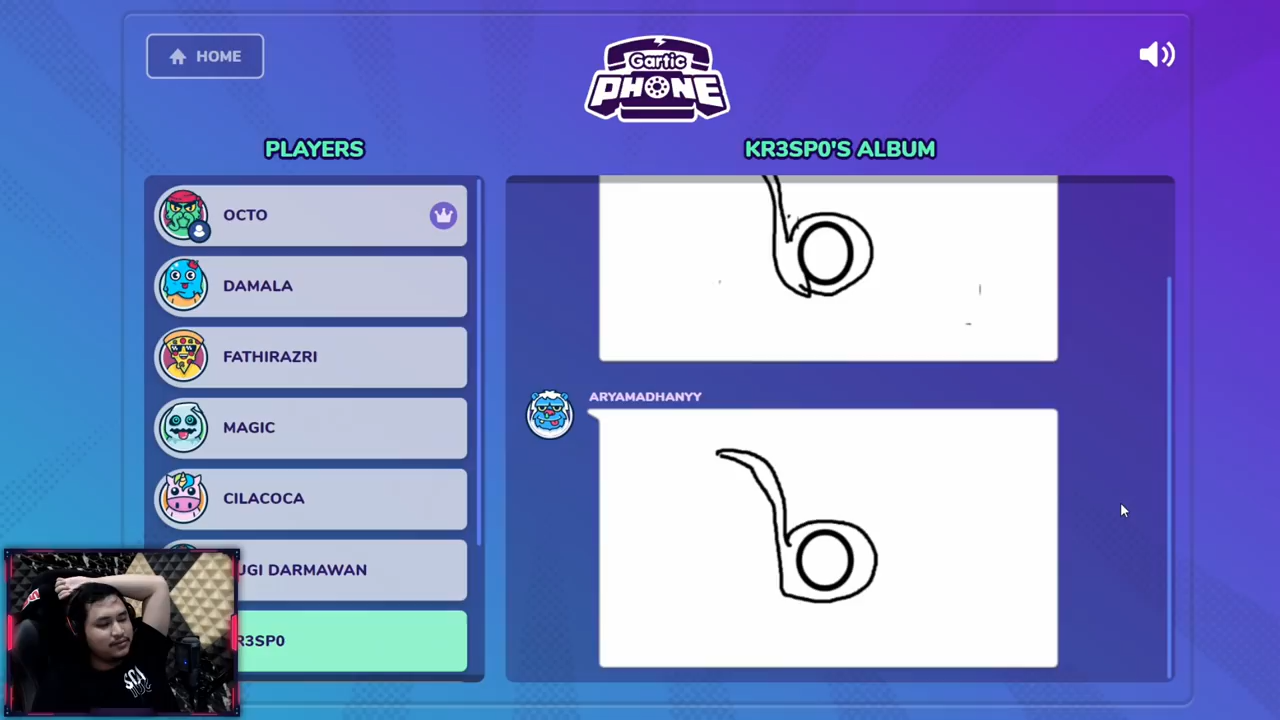 HOME
Gartic
PHONE
PLAYERS
KR3SP0'S ALBUM
OCTO
DAMALA
FATHIRAZRI
MAGIC
CILACOCA
UGI DARMAWAN
R3SP0
ARYAMADHANYY